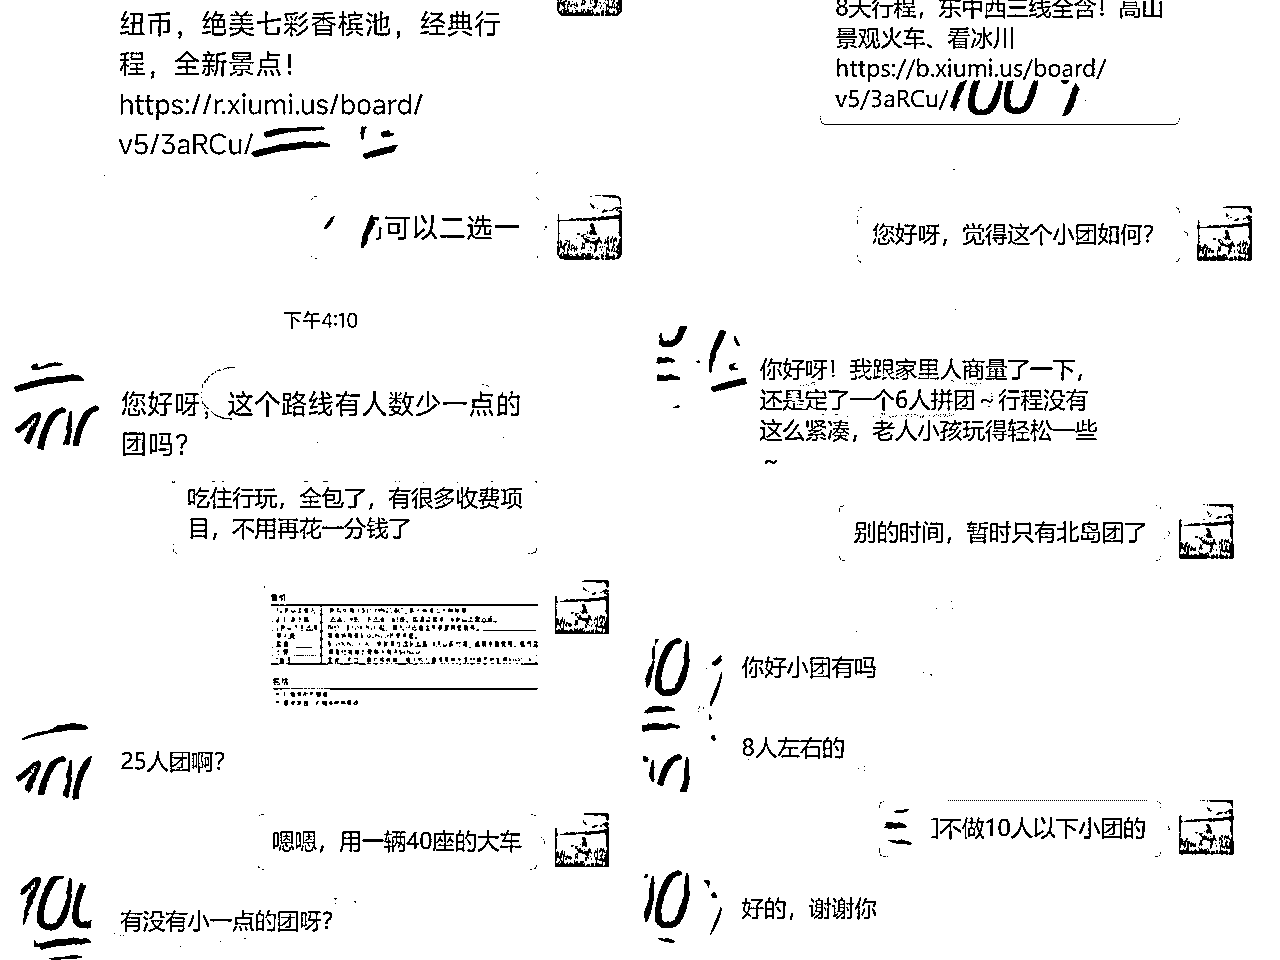 纽币，绝美七彩香槟池，经典行
程，全新景点！
https://r.xiumi.us/board/
v5/3aRCu/
可以二选一
下午4:10
您好呀，这个路线有人数少一点的
团吗？
吃住行玩，全包了，有很多收费项
目，不用再花一分钱了
25人团啊？
嗯嗯，用一辆40座的大车
有没有小一点的团呀？
8天行程，东中西三线全含！高山
景观火车、看冰川
https://b.xiumi.us/board/
v5/3aRCu/
您好呀，觉得这个小团如何？
你好呀！我跟家里人商量了一下，
还是定了一个6人拼团~行程没有
这么紧凑，老人小孩玩得轻松一些
~
别的时间，暂时只有北岛团了
你好小团有吗
8人左右的
不做10人以下小团的
好的，谢谢你